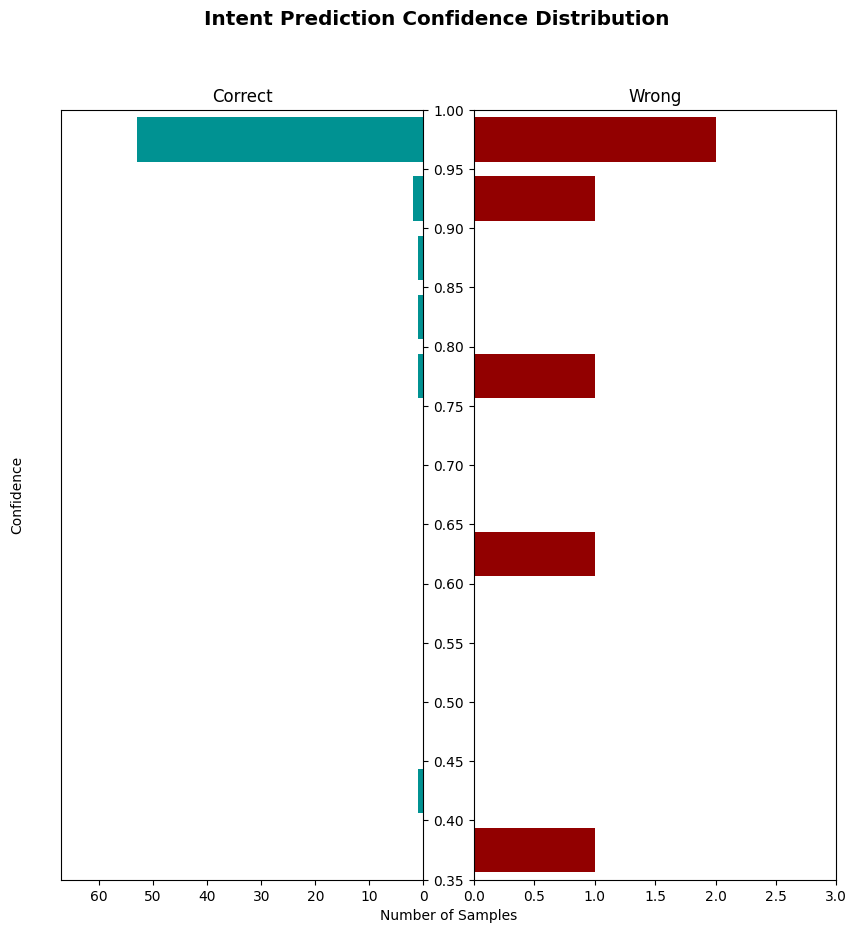 Intent Prediction Confidence Distribution
Correct
Wrong
1.00
0.95
0.90
0.85
0.80
0.75
0.70
0.65
0.60
0.55
0.50
0.45
0.40
0.35
Confidence
60 50 40 30 20 10 0
0.0 0.5 1.0 1.5 2.0 2.5 3.0
Number of Samples